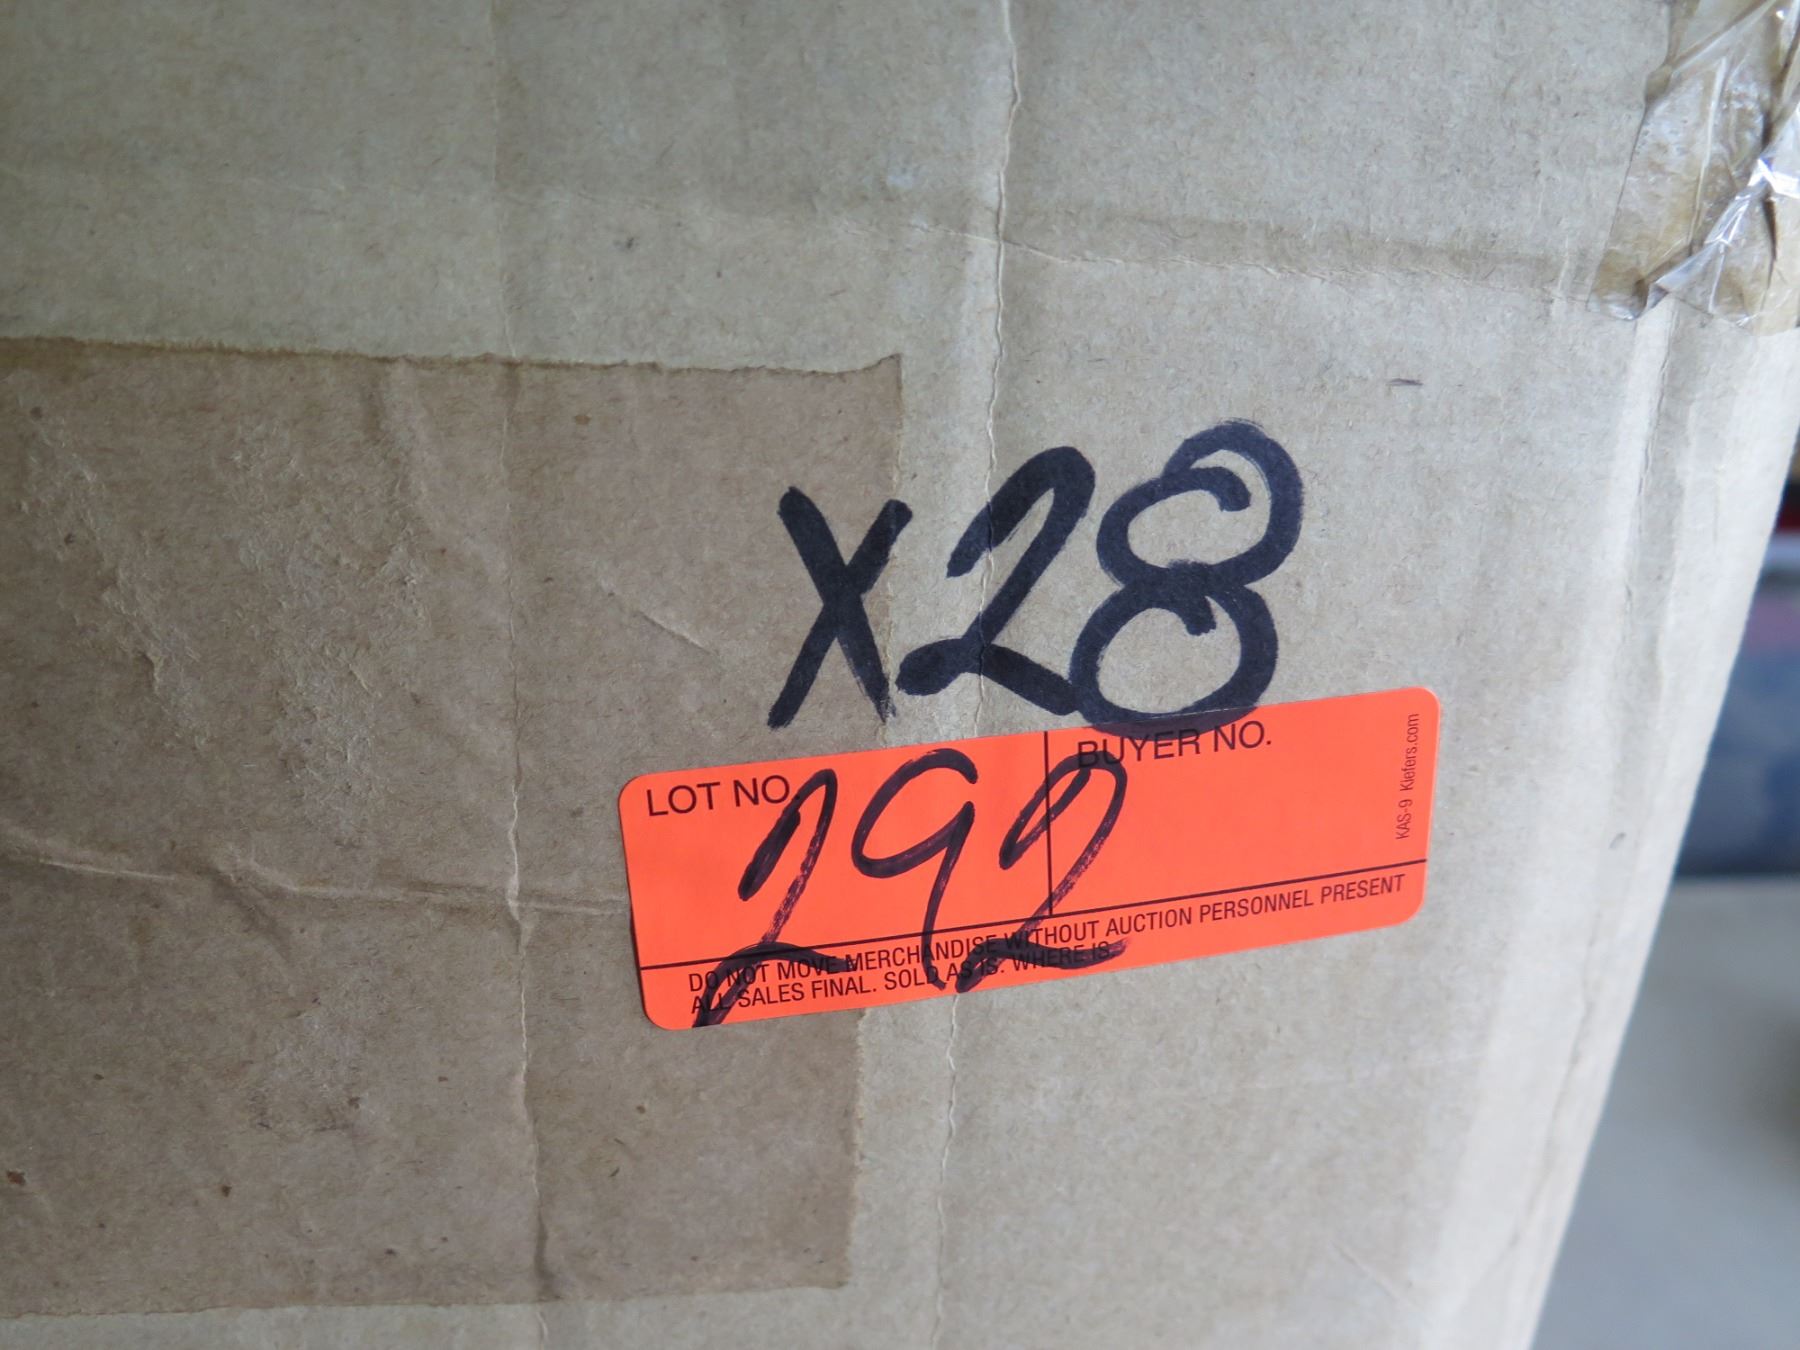 X28
LOT NO. 292
BUYER NO.
KAS-9 Kiefers.com
DO NOT MOVE MERCHANDISE WITHOUT AUCTION PERSONNEL PRESENT
ALL SALES FINAL. SOLD AS IS. WHERE IS.